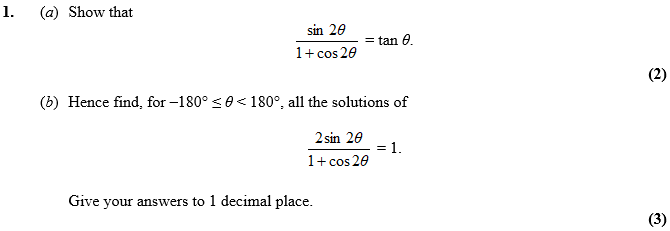 1. (a) Show that
sin 2θ
1 + cos 2θ
= tan θ.
(2)
(b) Hence find, for –180° ≤ θ < 180°, all the solutions of
2 sin 2θ
1 + cos 2θ
= 1.
Give your answers to 1 decimal place.
(3)